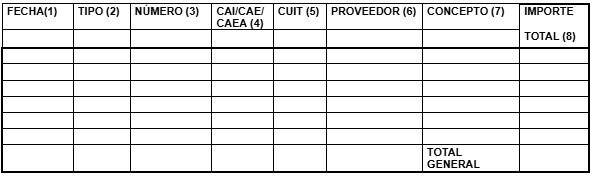 FECHA(1) TIPO (2) NÚMERO (3) CAI/CAE/ CUIT (5) PROVEEDOR (6) CONCEPTO (7) IMPORTE
CAEA (4)
TOTAL (8)
TOTAL
GENERAL